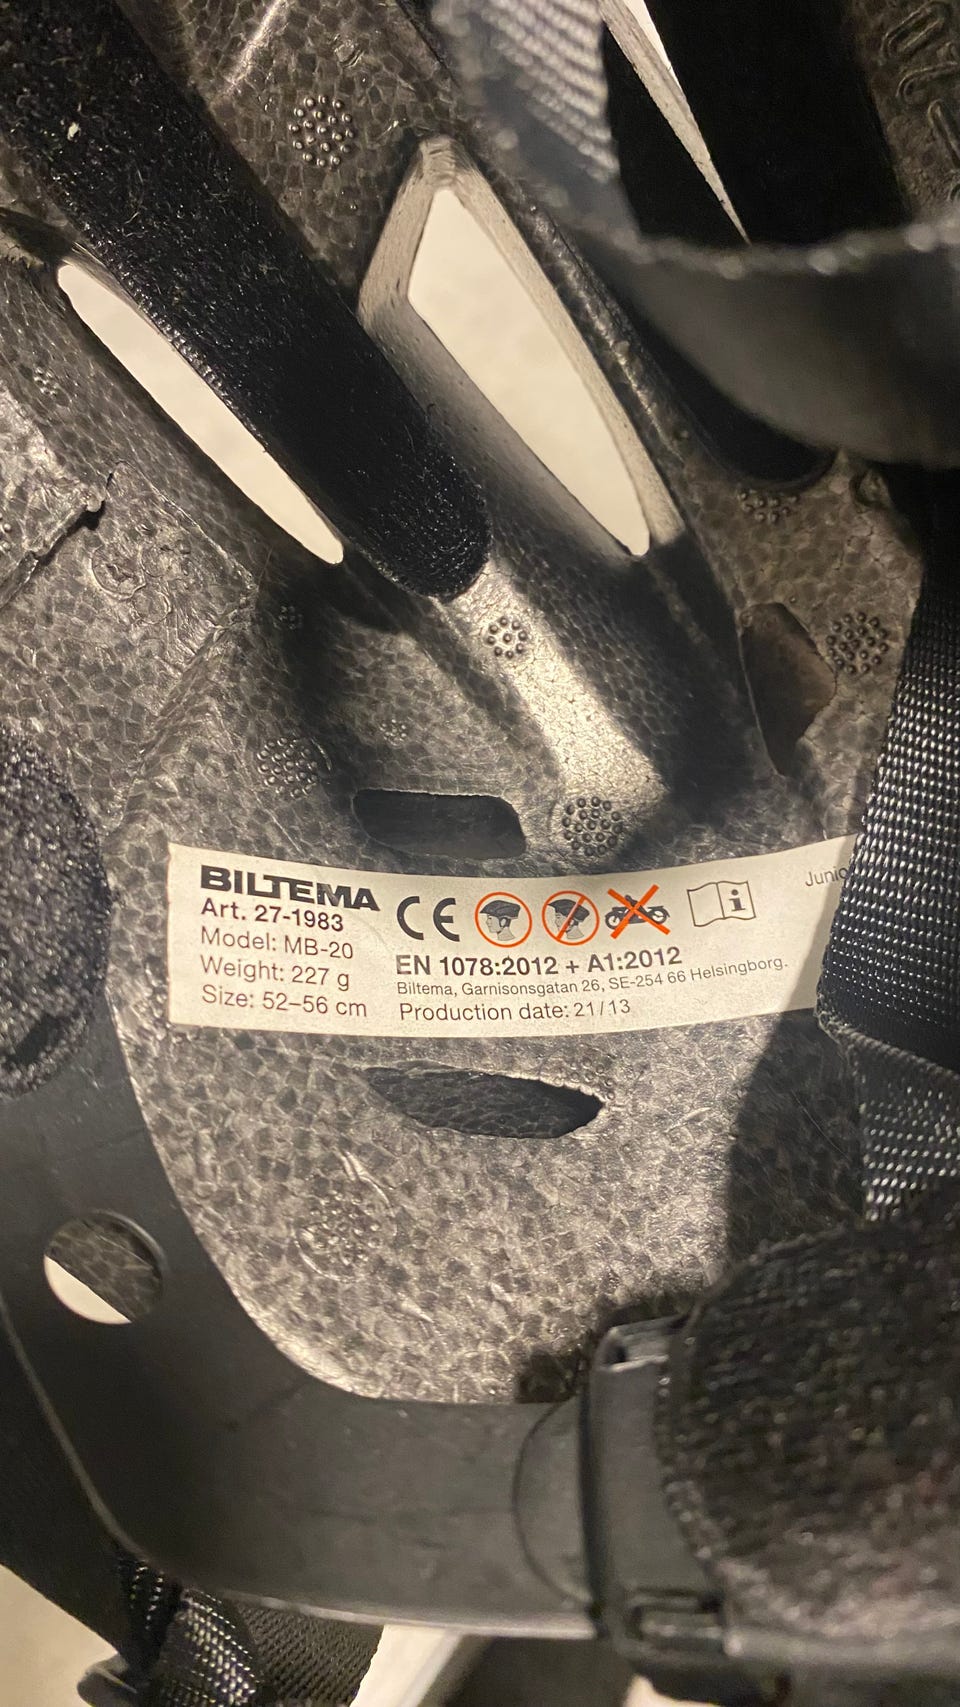 BILTEMA
Art. 27-1983
Model: MB-20
Weight: 227 g
Size: 52–56 cm
CE
EN 1078:2012 + A1:2012
Biltema, Garnisonsgatan 26, SE-254 66 Helsingborg.
Production date: 21/13